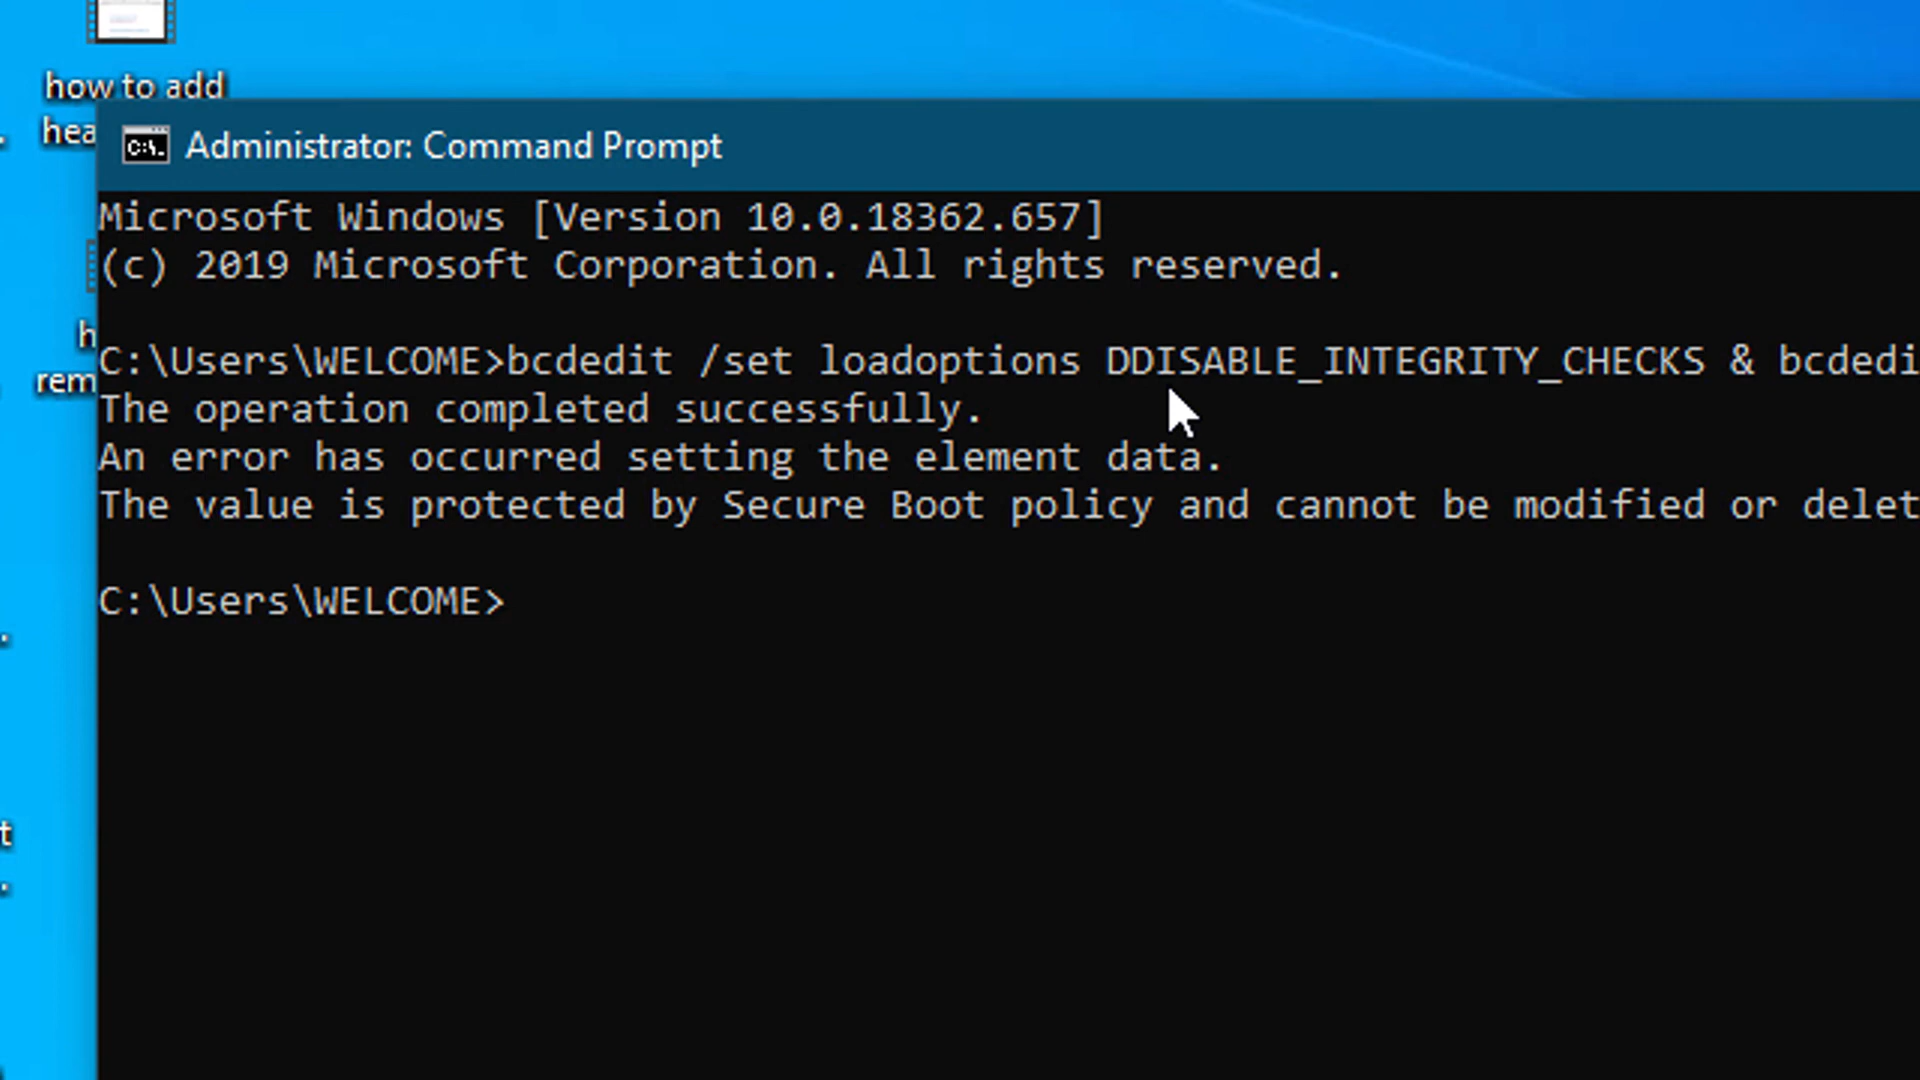 how to add
hea
Administrator: Command Prompt
Microsoft Windows [Version 10.0.18362.657]
(c) 2019 Microsoft Corporation. All rights reserved.
h
rem
C:\Users\WELCOME>bcdedit /set loadoptions DDISABLE_INTEGRITY_CHECKS & bcdedi
The operation completed successfully.
An error has occurred setting the element data.
The value is protected by Secure Boot policy and cannot be modified or delet
C:\Users\WELCOME>
t